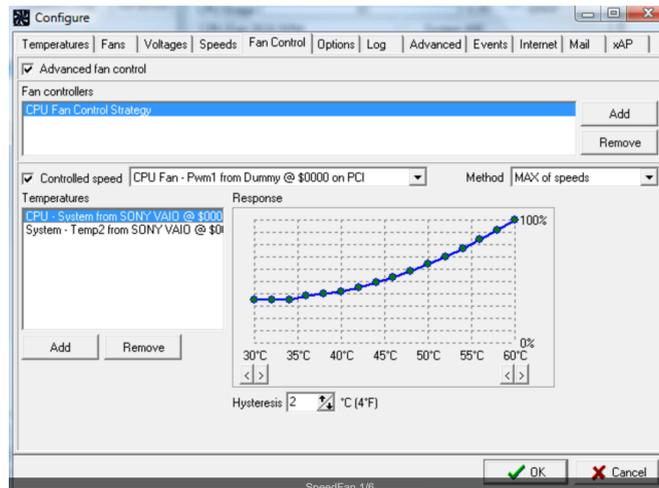 Configure
Temperatures Fans Voltages Speeds Fan Control Options Log Advanced Events Internet Mail xAP
Advanced fan control
Fan controllers
CPU Fan Control Strategy
Add
Remove
Controlled speed CPU Fan - Pwm1 from Dummy @ $0000 on PCI Method MAX of speeds
Temperatures Response
CPU - System from SONY VAIO @ $000
System - Temp2 from SONY VAIO @ $0
100%
0%
Add Remove
30°C 35°C 40°C 45°C 50°C 55°C 60°C
< > < >
Hysteresis 2 °C (4°F)
OK Cancel
SpeedFan 1/6